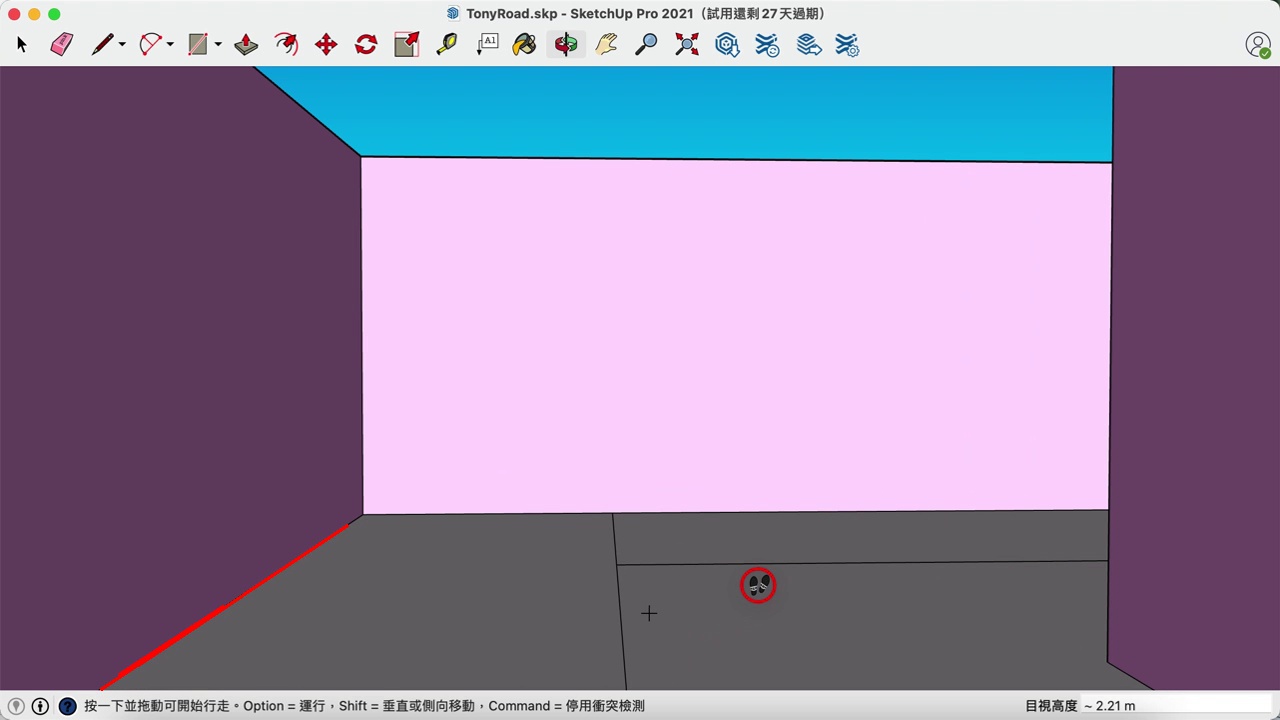 TonyRoad.skp - SketchUp Pro 2021（試用還剩 27 天過期）
A1
按一下並拖動可開始行走。Option = 運行，Shift = 垂直或側向移動，Command = 停用衝突檢測
目視高度 ~ 2.21 m